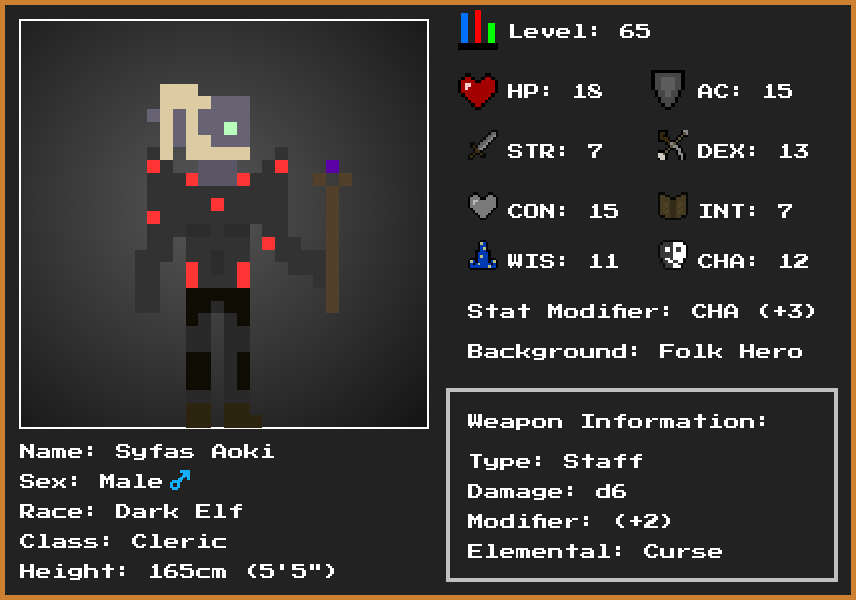 Level: 65
HP: 18 AC: 15
STR: 7 DEX: 13
CON: 15 INT: 7
WIS: 11 CHA: 12
Stat Modifier: CHA (+3)
Background: Folk Hero
Weapon Information:
Type: Staff
Damage: d6
Modifier: (+2)
Elemental: Curse
Name: Syfas Aoki
Sex: Male♂
Race: Dark Elf
Class: Cleric
Height: 165cm (5'5")